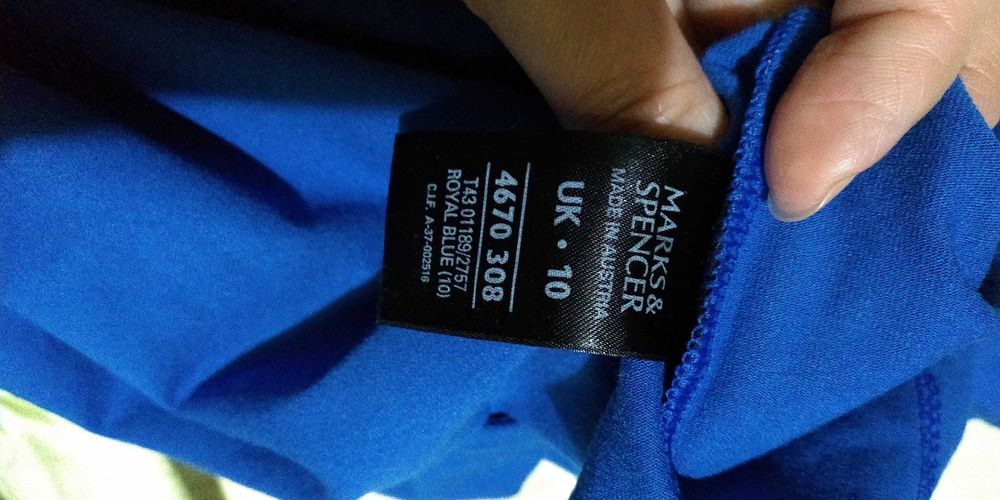 MARKS &
SPENCER
MADE IN AUSTRIA
UK • 10
4670 308
T43 01189/2757
ROYAL BLUE (10)
C.I.F. A-37-002516